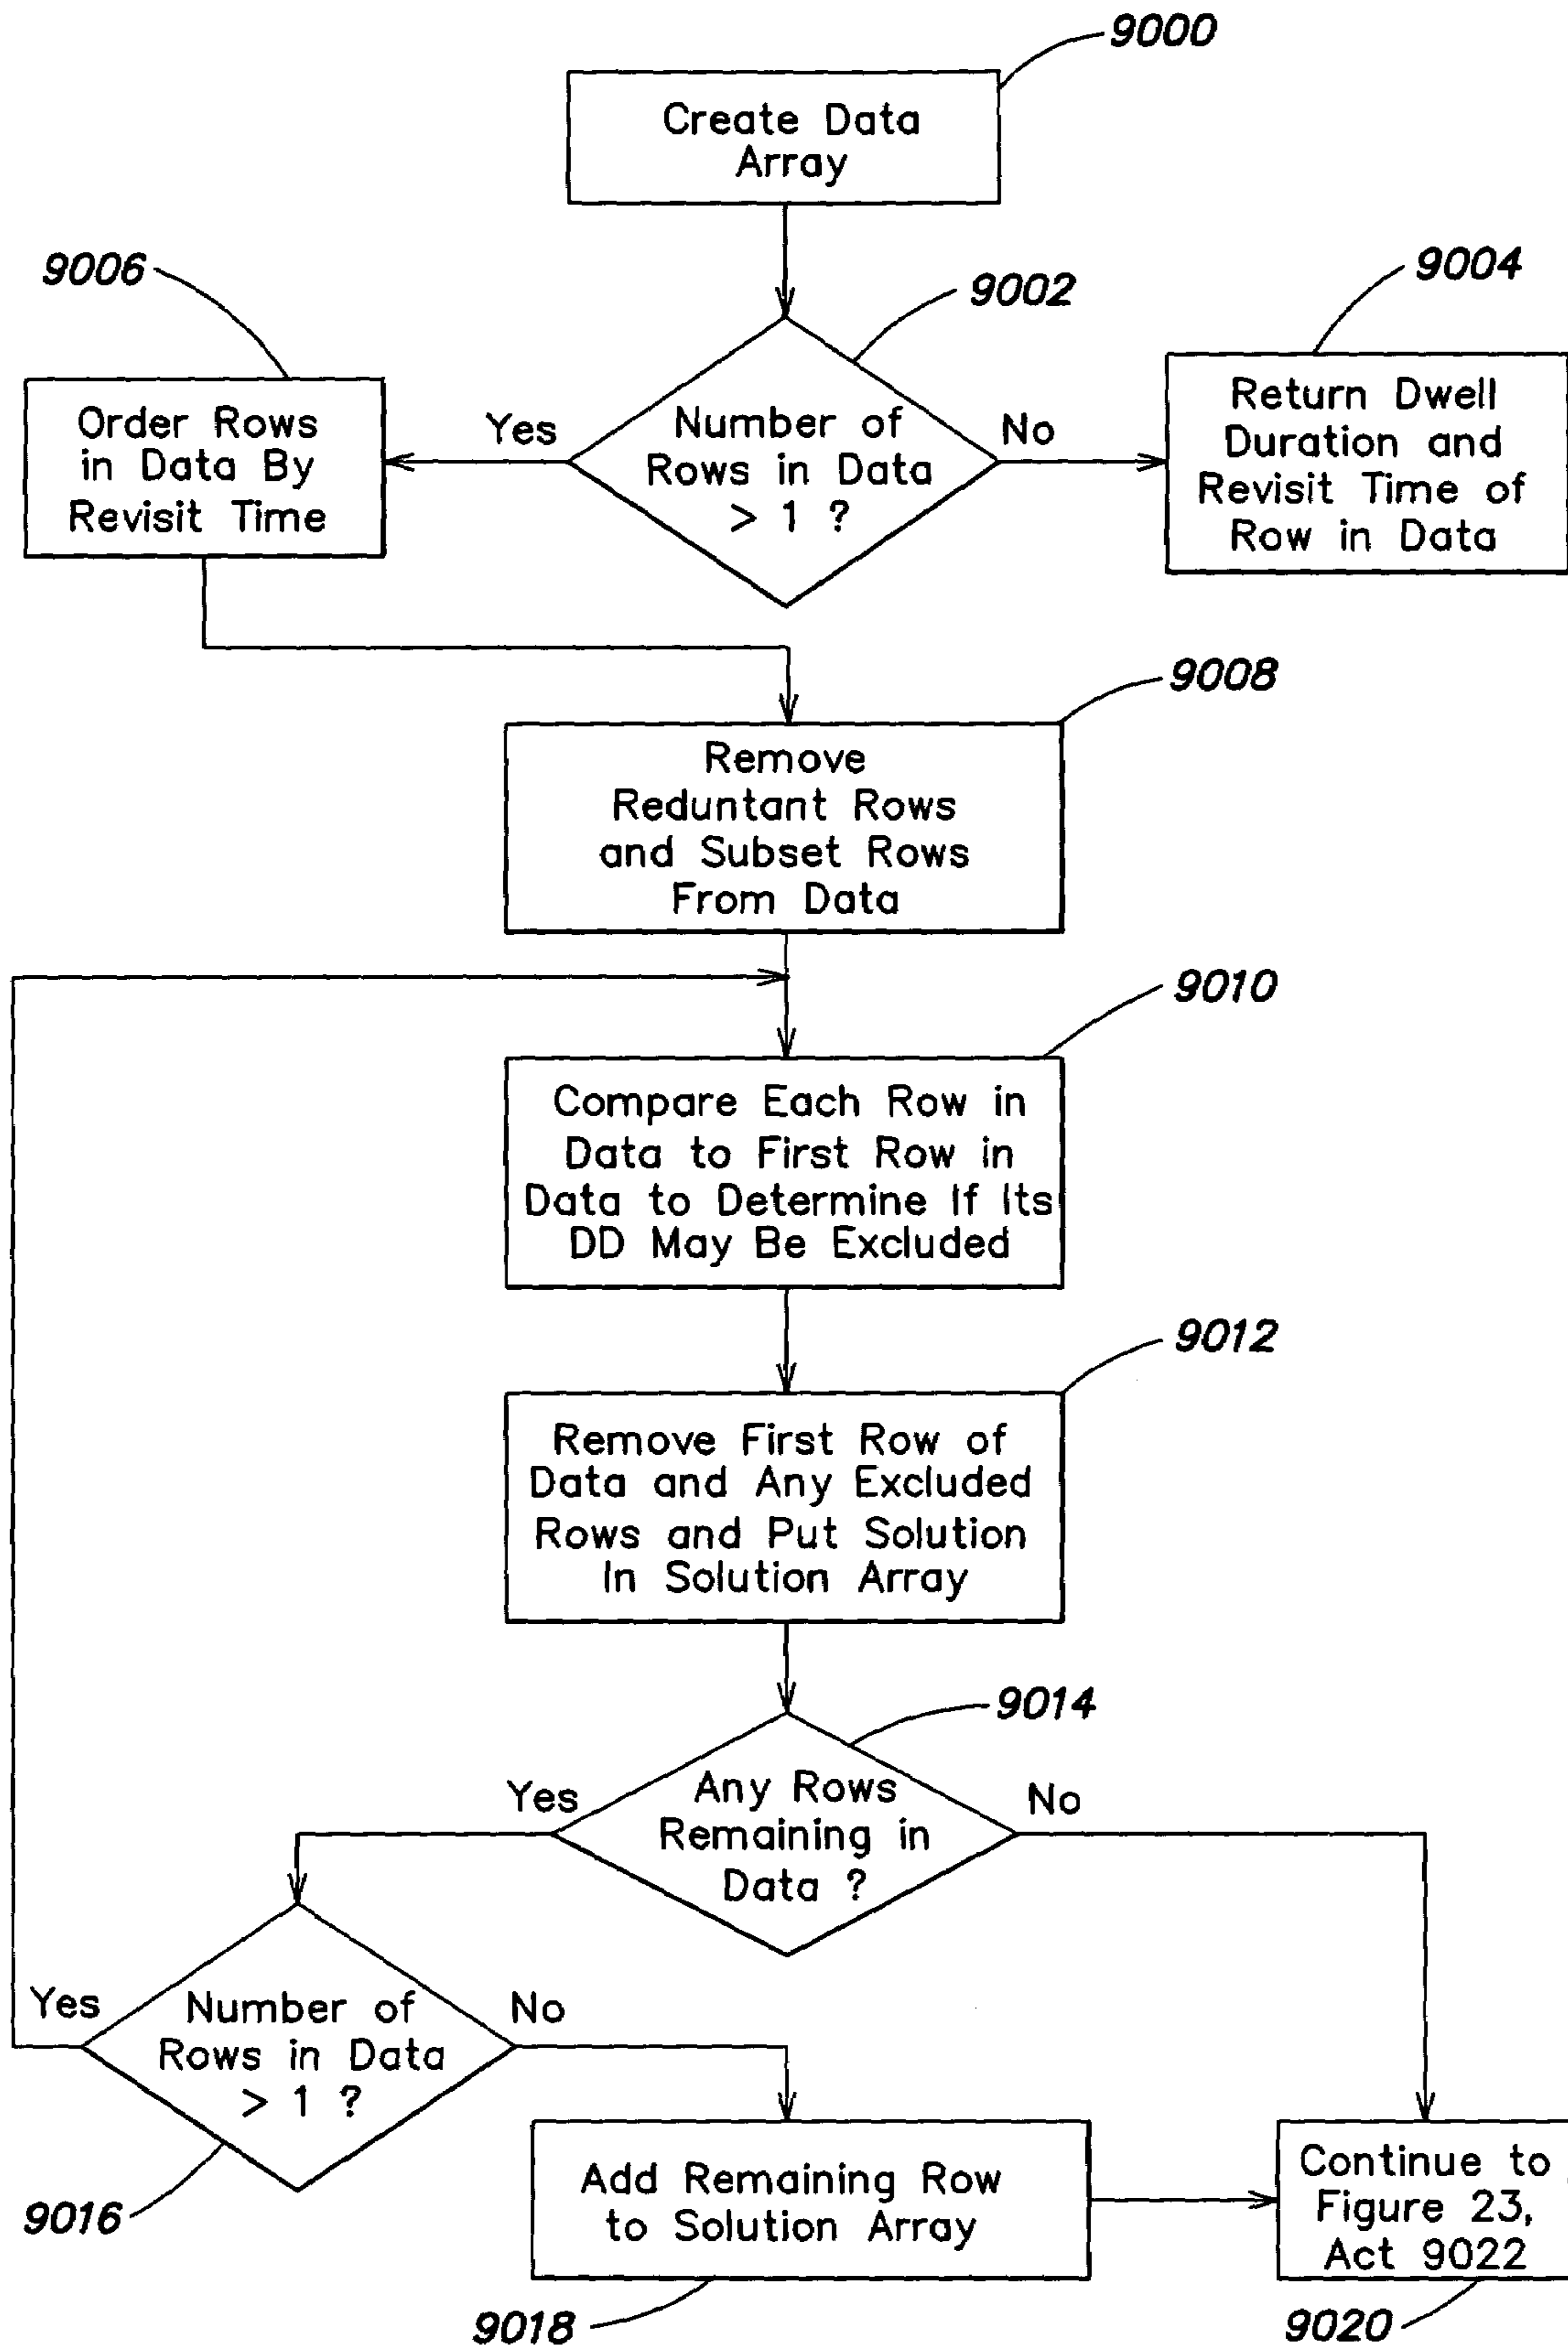 9000
Create Data
Array
9006
9002
9004
Order Rows
in Data By
Revisit Time
Yes
Number of
Rows in Data
> 1 ?
No
Return Dwell
Duration and
Revisit Time of
Row in Data
9008
Remove
Reduntant Rows
and Subset Rows
From Data
9010
Compare Each Row in
Data to First Row in
Data to Determine If Its
DD May Be Excluded
9012
Remove First Row of
Data and Any Excluded
Rows and Put Solution
In Solution Array
9014
Yes
Any Rows
Remaining in
Data ?
No
Yes
Number of
Rows in Data
> 1 ?
No
9016
Add Remaining Row
to Solution Array
9018
Continue to
Figure 23,
Act 9022
9020